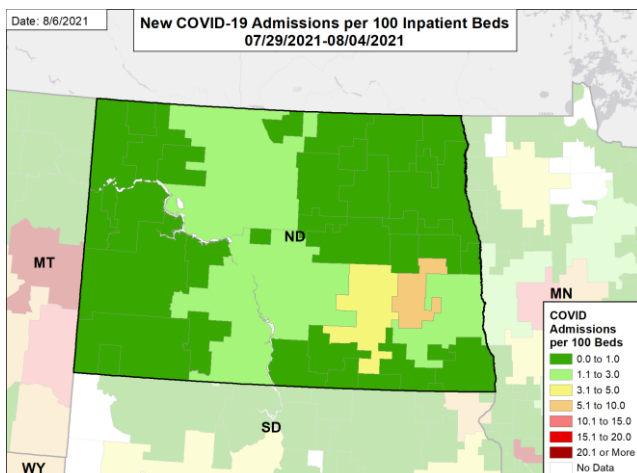 Date: 8/6/2021
New COVID-19 Admissions per 100 Inpatient Beds
07/29/2021-08/04/2021
ND
MT
MN
SD
WY
COVID
Admissions
per 100 Beds
0.0 to 1.0
1.1 to 3.0
3.1 to 5.0
5.1 to 10.0
10.1 to 15.0
15.1 to 20.0
20.1 or More
No Data